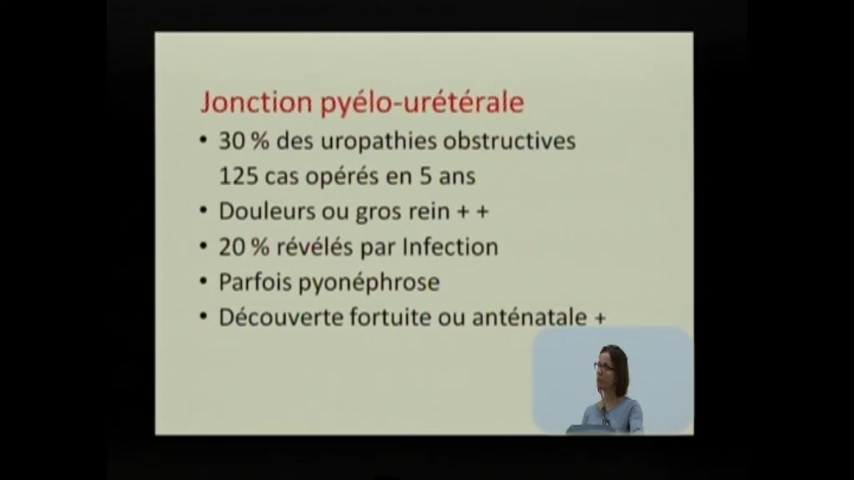 Jonction pyélo-urétérale
• 30 % des uropathies obstructives
125 cas opérés en 5 ans
• Douleurs ou gros rein + +
• 20 % révélés par Infection
• Parfois pyonéphrose
• Découverte fortuite ou anténatale +